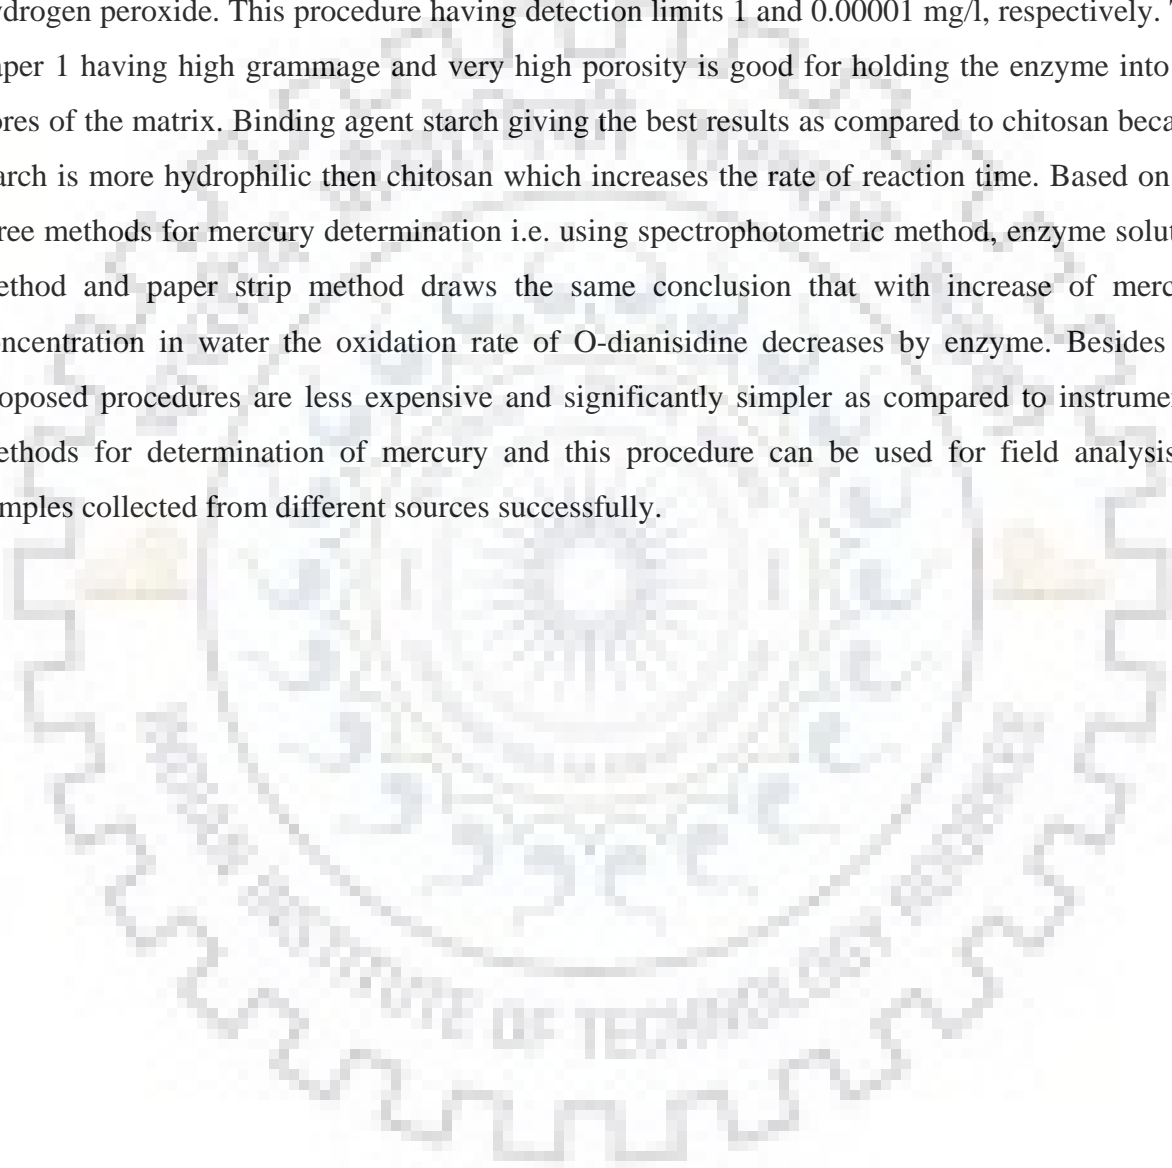 ydrogen peroxide. This procedure having detection limits 1 and 0.00001 mg/l, respectively.
aper 1 having high grammage and very high porosity is good for holding the enzyme into
ores of the matrix. Binding agent starch giving the best results as compared to chitosan beca
arch is more hydrophilic then chitosan which increases the rate of reaction time. Based on
ree methods for mercury determination i.e. using spectrophotometric method, enzyme solut
ethod and paper strip method draws the same conclusion that with increase of merc
oncentration in water the oxidation rate of O-dianisidine decreases by enzyme. Besides
oposed procedures are less expensive and significantly simpler as compared to instrume
ethods for determination of mercury and this procedure can be used for field analysis
mples collected from different sources successfully.
INSTITUTE OF TECHNOLOGY